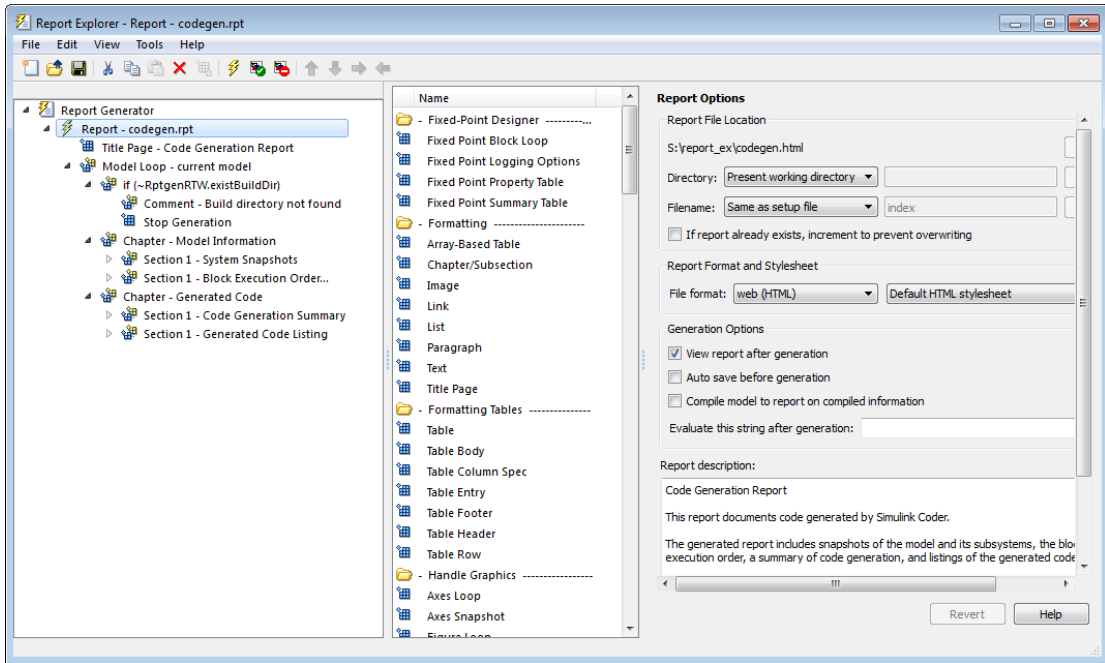 Report Explorer - Report - codegen.rpt
File Edit View Tools Help
Report Generator
Report - codegen.rpt
Title Page - Code Generation Report
Model Loop - current model
if (~RptgenRTW.existBuildDir)
Comment - Build directory not found
Stop Generation
Chapter - Model Information
Section 1 - System Snapshots
Section 1 - Block Execution Order...
Chapter - Generated Code
Section 1 - Code Generation Summary
Section 1 - Generated Code Listing
Name
- Fixed-Point Designer ---------...
Fixed Point Block Loop
Fixed Point Logging Options
Fixed Point Property Table
Fixed Point Summary Table
- Formatting ----------------------
Array-Based Table
Chapter/Subsection
Image
Link
List
Paragraph
Text
Title Page
- Formatting Tables ---------------
Table
Table Body
Table Column Spec
Table Entry
Table Footer
Table Header
Table Row
- Handle Graphics -----------------
Axes Loop
Axes Snapshot
Figure Loop
Report Options
Report File Location
S:\report_ex\codegen.html
Directory: Present working directory
Filename: Same as setup file index
If report already exists, increment to prevent overwriting
Report Format and Stylesheet
File format: web (HTML) Default HTML stylesheet
Generation Options
View report after generation
Auto save before generation
Compile model to report on compiled information
Evaluate this string after generation:
Report description:
Code Generation Report
This report documents code generated by Simulink Coder.
The generated report includes snapshots of the model and its subsystems, the blo
execution order, a summary of code generation, and listings of the generated code
Revert Help